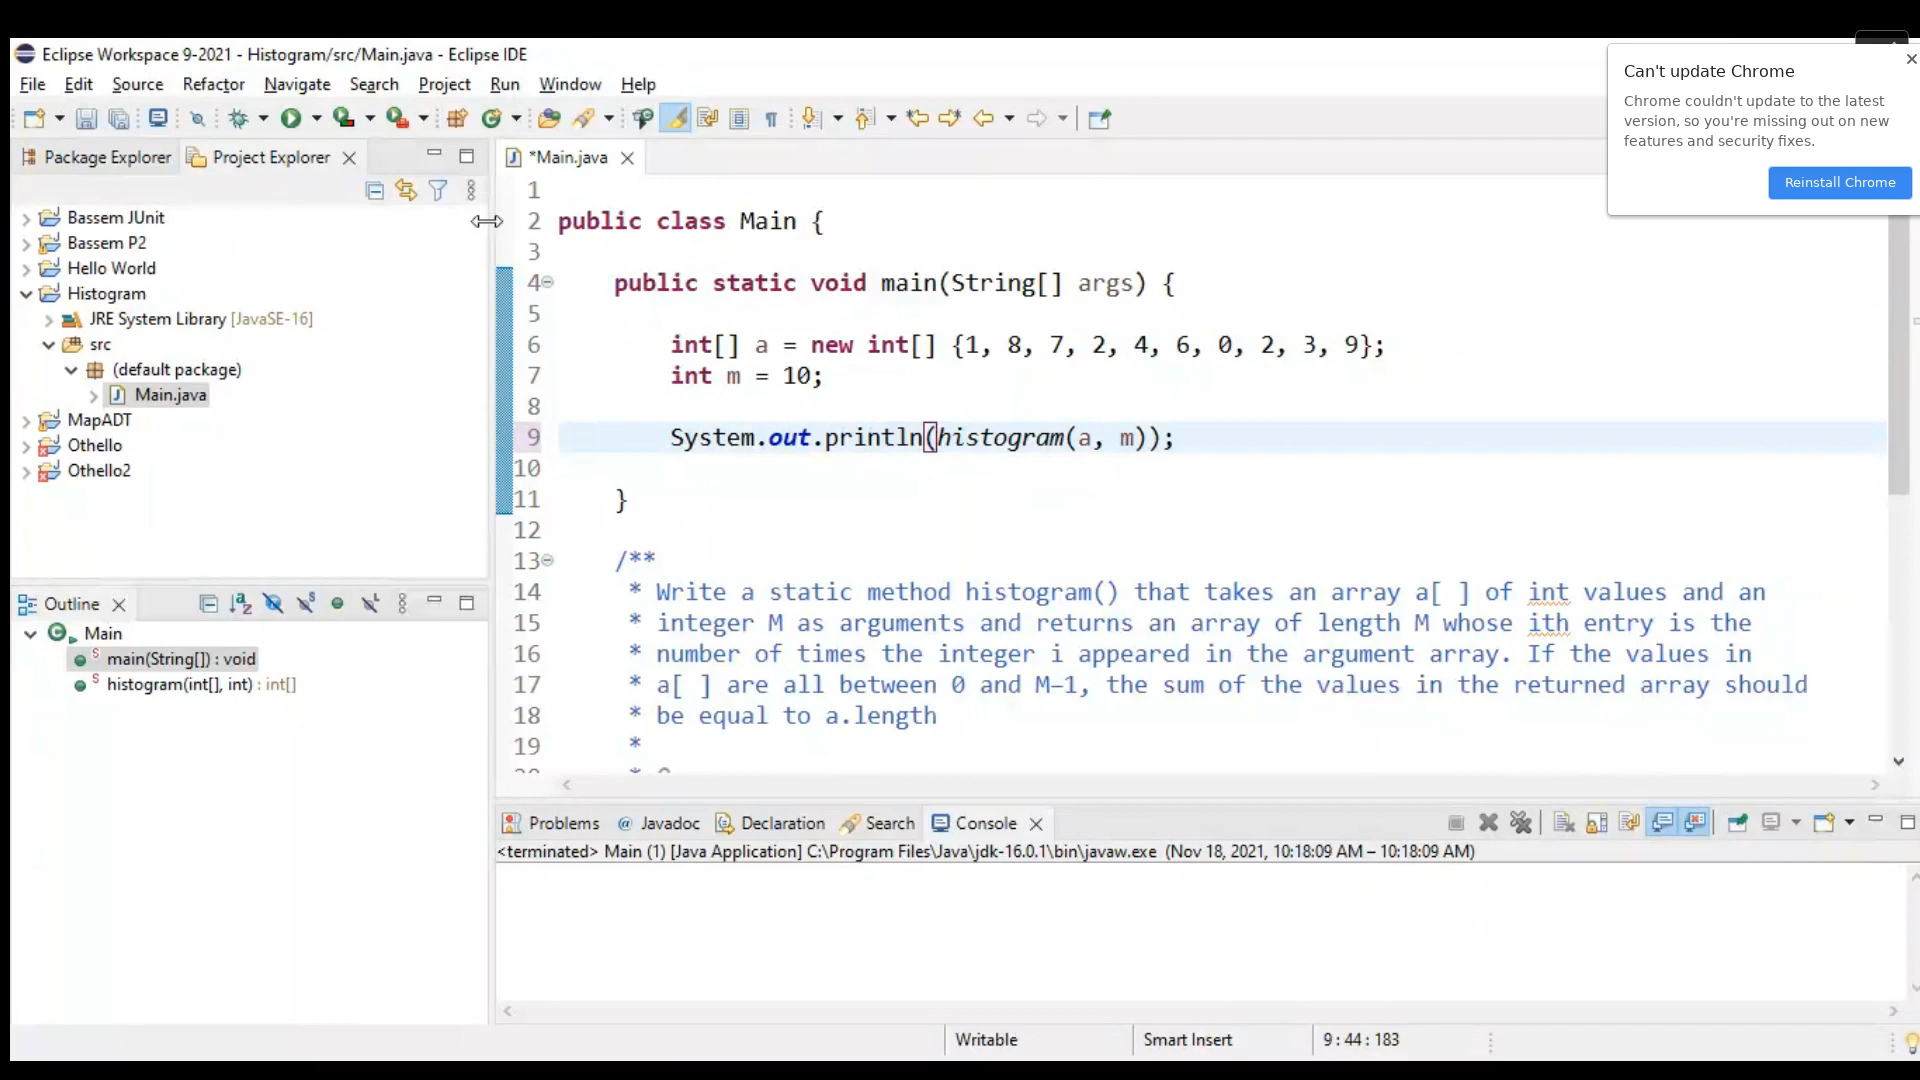 Eclipse Workspace 9-2021 - Histogram/src/Main.java - Eclipse IDE
File Edit Source Refactor Navigate Search Project Run Window Help
Can't update Chrome
Chrome couldn't update to the latest
version, so you're missing out on new
features and security fixes.
Reinstall Chrome
Package Explorer Project Explorer
Bassem JUnit
Bassem P2
Hello World
Histogram
JRE System Library [JavaSE-16]
src
(default package)
Main.java
MapADT
Othello
Othello2
Outline
Main
main(String[]) : void
histogram(int[], int) : int[]
*Main.java
1
2 public class Main {
3
4 public static void main(String[] args) {
5
6 int[] a = new int[] {1, 8, 7, 2, 4, 6, 0, 2, 3, 9};
7 int m = 10;
8
9 System.out.println(histogram(a, m));
10
11 }
12
13 /**
14 * Write a static method histogram() that takes an array a[ ] of int values and an
15 * integer M as arguments and returns an array of length M whose ith entry is the
16 * number of times the integer i appeared in the argument array. If the values in
17 * a[ ] are all between 0 and M–1, the sum of the values in the returned array should
18 * be equal to a.length
19 *
Problems Javadoc Declaration Search Console
<terminated> Main (1) [Java Application] C:\Program Files\Java\jdk-16.0.1\bin\javaw.exe (Nov 18, 2021, 10:18:09 AM – 10:18:09 AM)
Writable Smart Insert 9 : 44 : 183